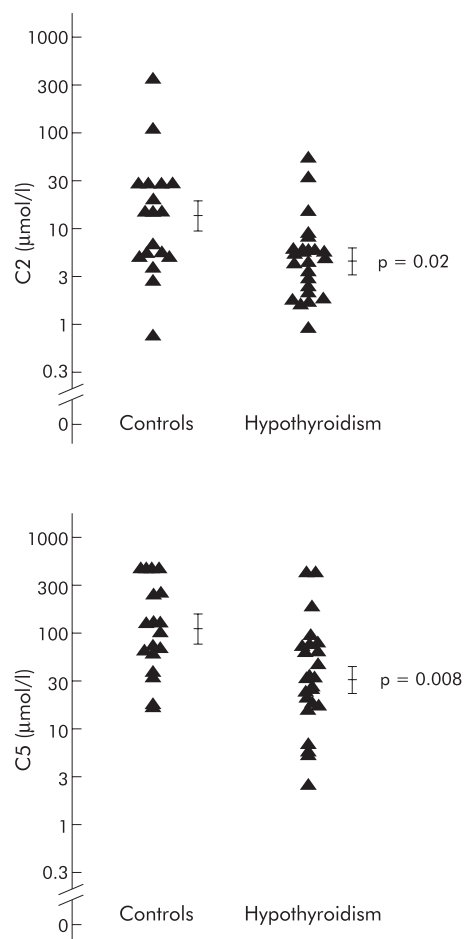 1000
300
100
30
10
3
1
0.3
0
C2 (μmol/l)
p = 0.02
Controls
Hypothyroidism
1000
300
100
30
10
3
1
0.3
0
C5 (μmol/l)
p = 0.008
Controls
Hypothyroidism